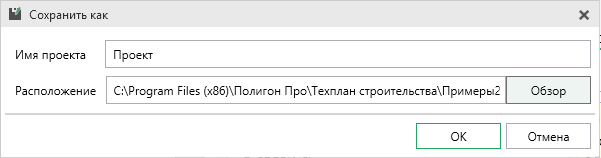 Сохранить как
Имя проекта Проект
Расположение C:\Program Files (x86)\Полигон Про\Техплан строительства\Примеры2 Обзор
ОК Отмена